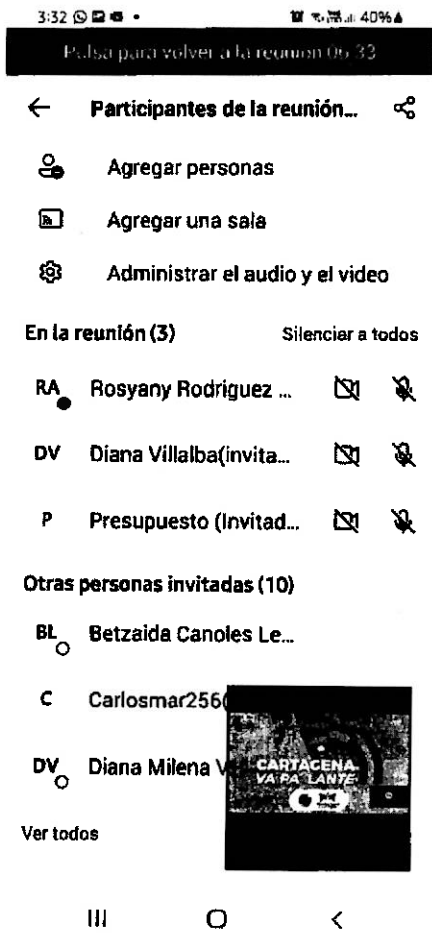 3:32 40%
Pulsa para volver a la reunión 06:33
Participantes de la reunión...
Agregar personas
Agregar una sala
Administrar el audio y el video
En la reunión (3) Silenciar a todos
RA Rosyany Rodriguez ...
DV Diana Villalba(invita...
P Presupuesto (Invitad...
Otras personas invitadas (10)
BL Betzaida Canoles Le...
C Carlosmar256
DV Diana Milena V
CARTAGENA
VA PA´LANTE
Ver todos